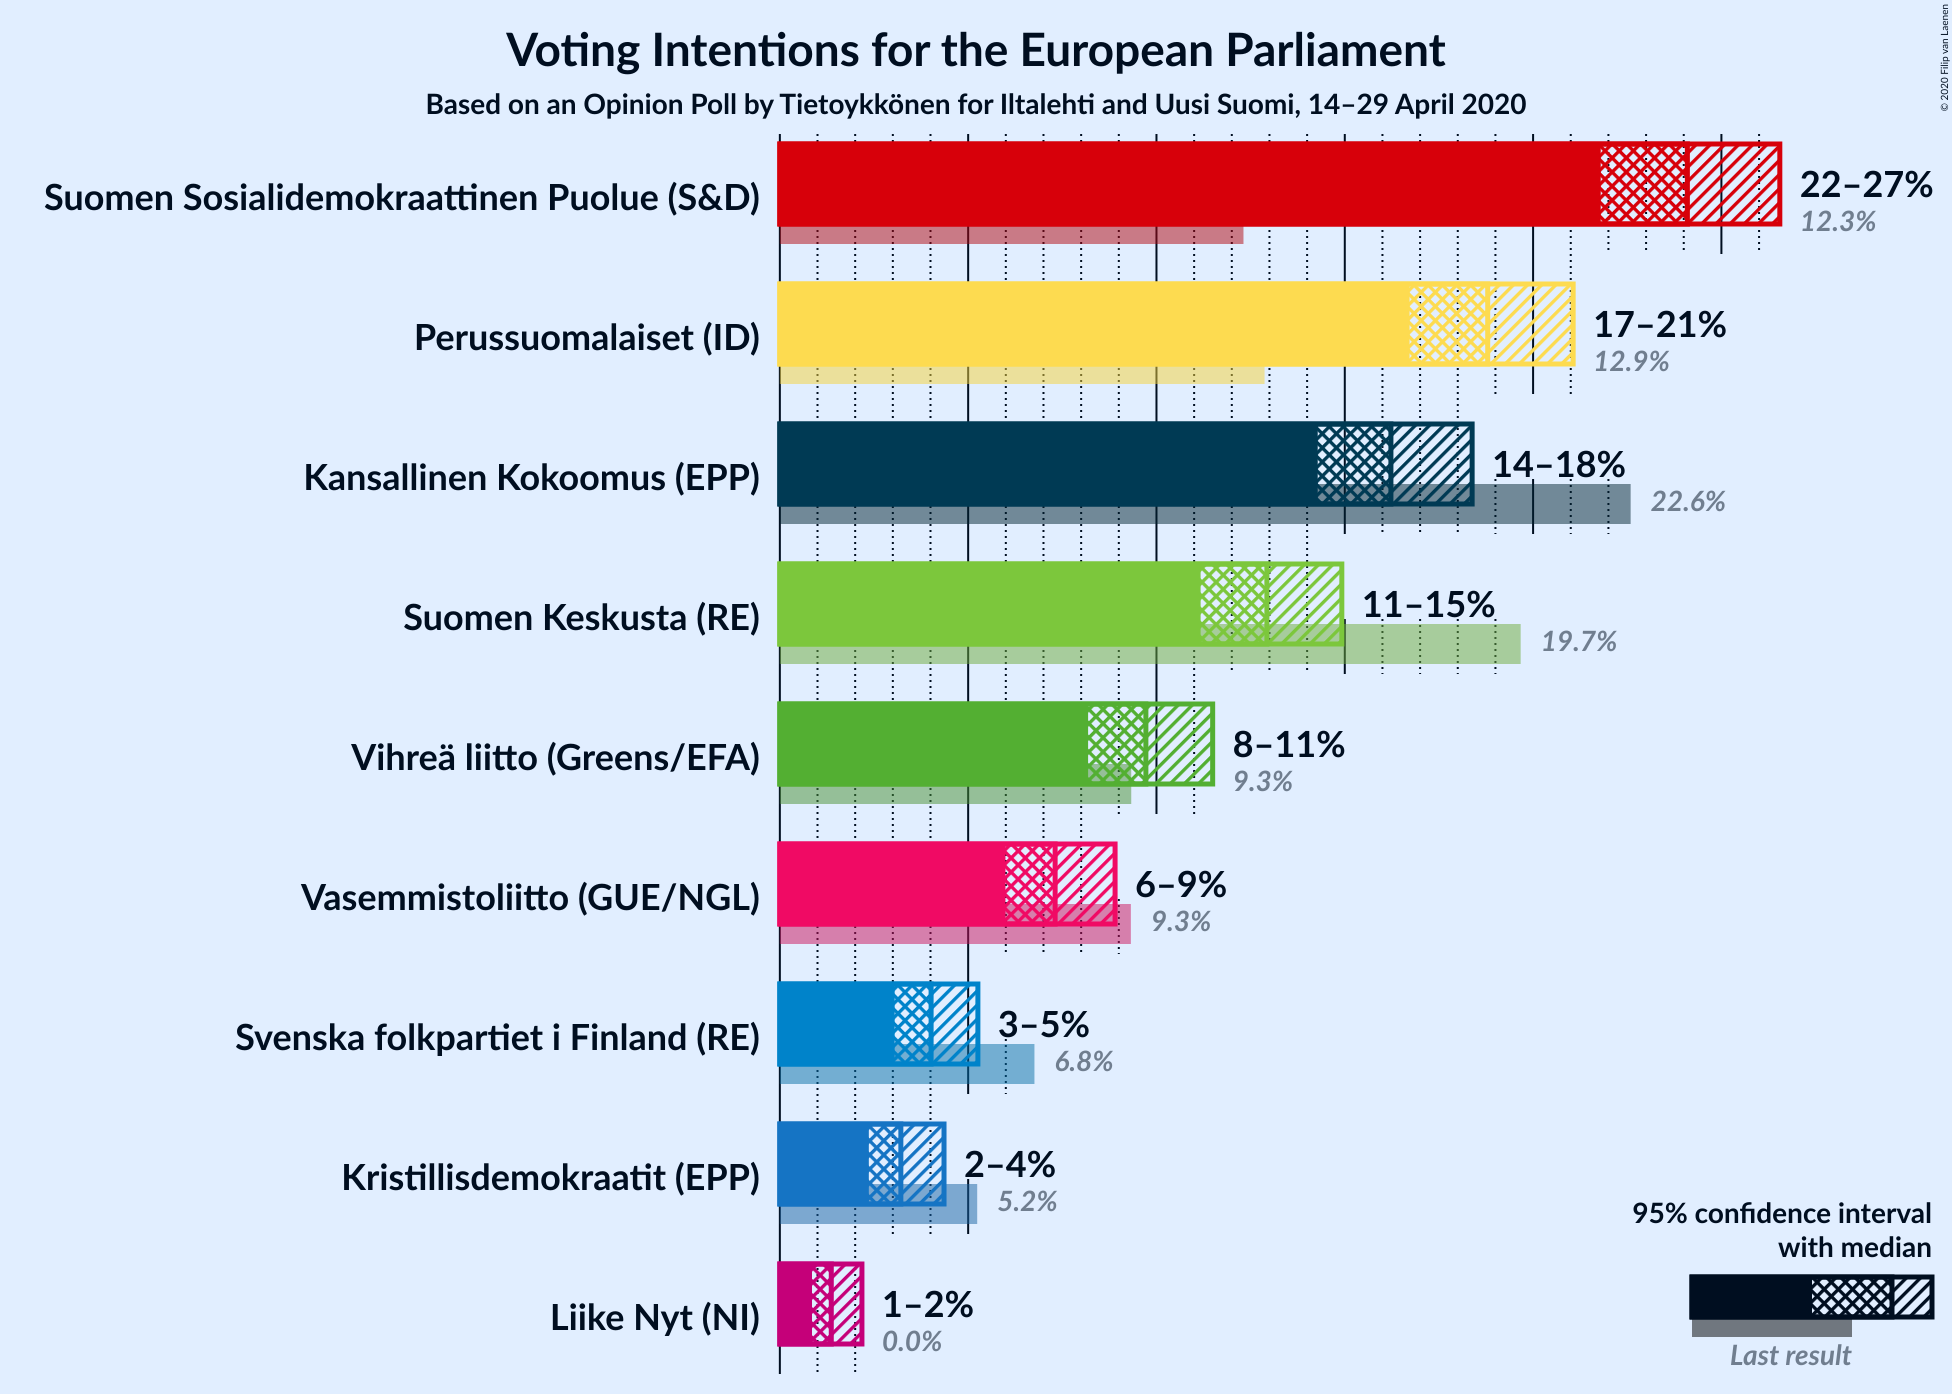 Voting Intentions for the European Parliament
Based on an Opinion Poll by Tietoykkönen for Iltalehti and Uusi Suomi, 14–29 April 2020
© 2020 Filip van Laenen
Suomen Sosialidemokraattinen Puolue (S&D)
22–27%
12.3%
Perussuomalaiset (ID)
17–21%
12.9%
Kansallinen Kokoomus (EPP)
14–18%
22.6%
Suomen Keskusta (RE)
11–15%
19.7%
Vihreä liitto (Greens/EFA)
8–11%
9.3%
Vasemmistoliitto (GUE/NGL)
6–9%
9.3%
Svenska folkpartiet i Finland (RE)
3–5%
6.8%
Kristillisdemokraatit (EPP)
2–4%
5.2%
Liike Nyt (NI)
1–2%
0.0%
95% confidence interval
with median
Last result